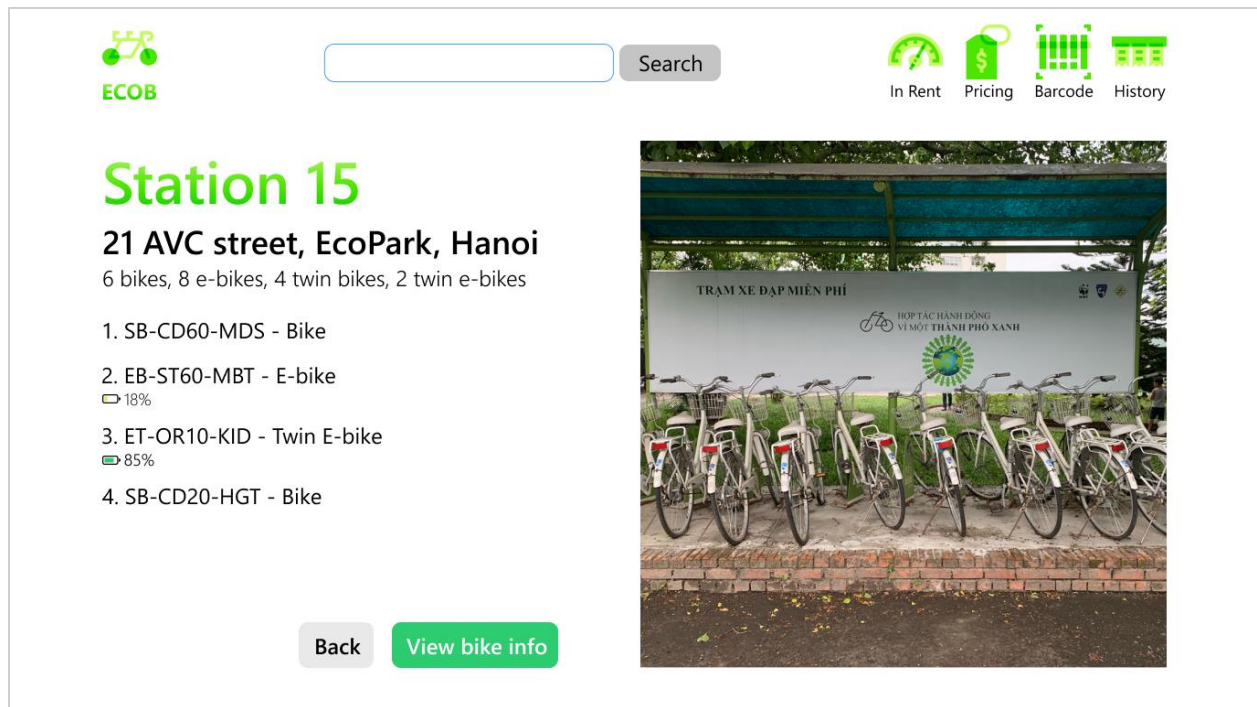 ECOB
Search
In Rent
Pricing
Barcode
History
Station 15
21 AVC street, EcoPark, Hanoi
6 bikes, 8 e-bikes, 4 twin bikes, 2 twin e-bikes
1. SB-CD60-MDS - Bike
2. EB-ST60-MBT - E-bike
18%
3. ET-OR10-KID - Twin E-bike
85%
4. SB-CD20-HGT - Bike
Back
View bike info
TRẠM XE ĐẠP MIỄN PHÍ
HỢP TÁC HÀNH ĐỘNG
VÌ MỘT THÀNH PHỐ XANH